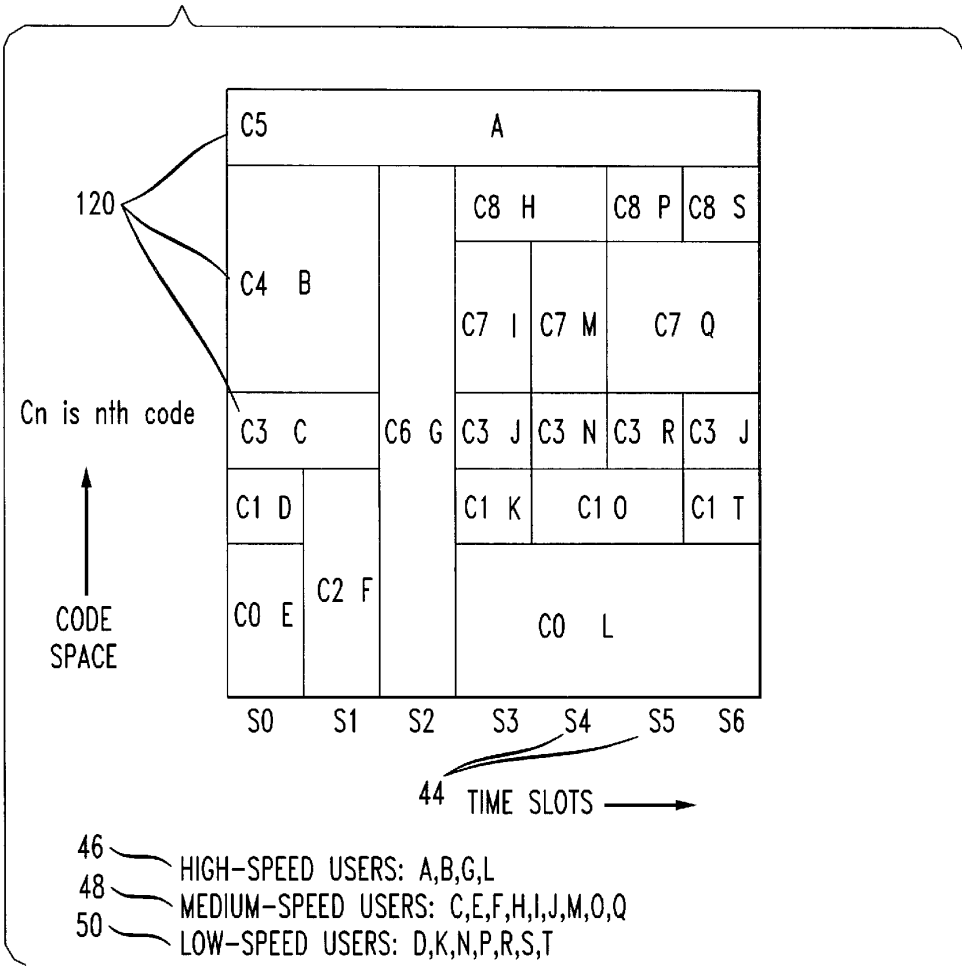 C5 A
120
C8 H C8 P C8 S
C4 B
C7 I C7 M C7 Q
Cn is nth code
C3 C C6 G C3 J C3 N C3 R C3 J
C1 D C1 K C1 O C1 T
C2 F
C0 E C0 L
CODE
SPACE
S0 S1 S2 S3 S4 S5 S6
44 TIME SLOTS
46 HIGH-SPEED USERS: A,B,G,L
48 MEDIUM-SPEED USERS: C,E,F,H,I,J,M,O,Q
50 LOW-SPEED USERS: D,K,N,P,R,S,T